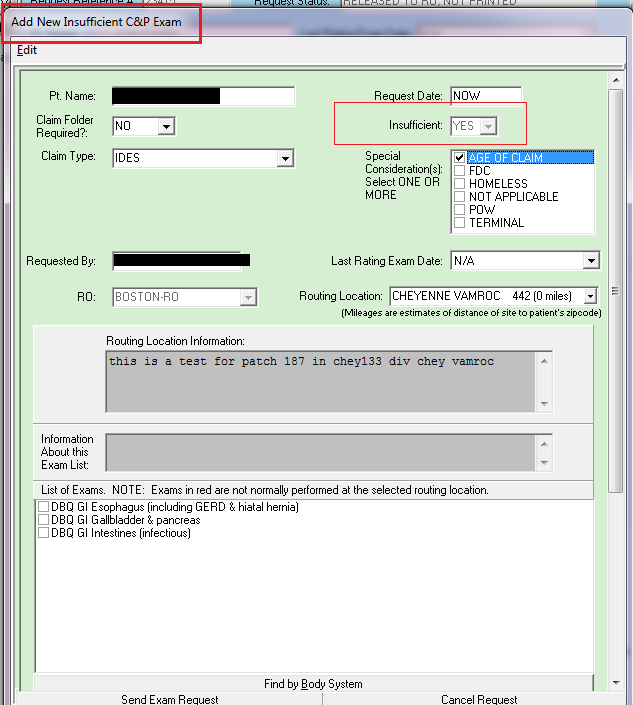 Request Reference #: 2341.1 Request Status: RELEASED TO RO, NOT PRINTED
Add New Insufficient C&P Exam
Edit
Pt. Name: Request Date: NOW
Claim Folder
Required?: NO Insufficient: YES
Claim Type: IDES
Special
Consideration(s):
Select ONE OR
MORE
AGE OF CLAIM
FDC
HOMELESS
NOT APPLICABLE
POW
TERMINAL
Requested By: Last Rating Exam Date: N/A
RO: BOSTON-RO Routing Location: CHEYENNE VAMROC 442 (0 miles)
(Mileages are estimates of distance of site to patient's zipcode)
Routing Location Information:
this is a test for patch 187 in chey133 div chey vamroc
Information
About this
Exam List:
List of Exams. NOTE: Exams in red are not normally performed at the selected routing location.
DBQ GI Esophagus (including GERD & hiatal hernia)
DBQ GI Gallbladder & pancreas
DBQ GI Intestines (infectious)
Find by Body System
Send Exam Request Cancel Request